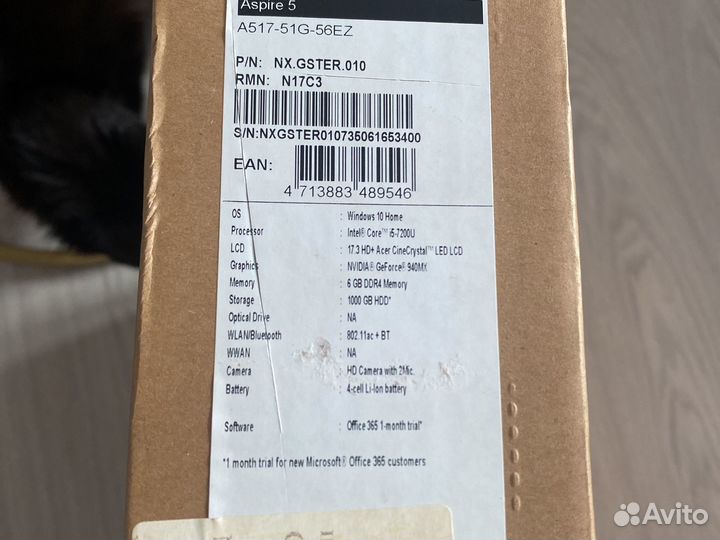 Aspire 5
A517-51G-56EZ
P/N: NX.GSTER.010
RMN: N17C3
S/N:NXGSTER010735061653400
EAN:
4 713883 489546
OS : Windows 10 Home
Processor : Intel® Core™ i5-7200U
LCD : 17.3 HD+ Acer CineCrystal™ LED LCD
Graphics : NVIDIA® GeForce® 940MX
Memory : 6 GB DDR4 Memory
Storage : 1000 GB HDD*
Optical Drive : NA
WLAN/Bluetooth : 802.11ac + BT
WWAN : NA
Camera : HD Camera with 2Mic.
Battery : 4-cell Li-Ion battery
Software : Office 365 1-month trial*
*1 month trial for new Microsoft® Office 365 customers
Avito